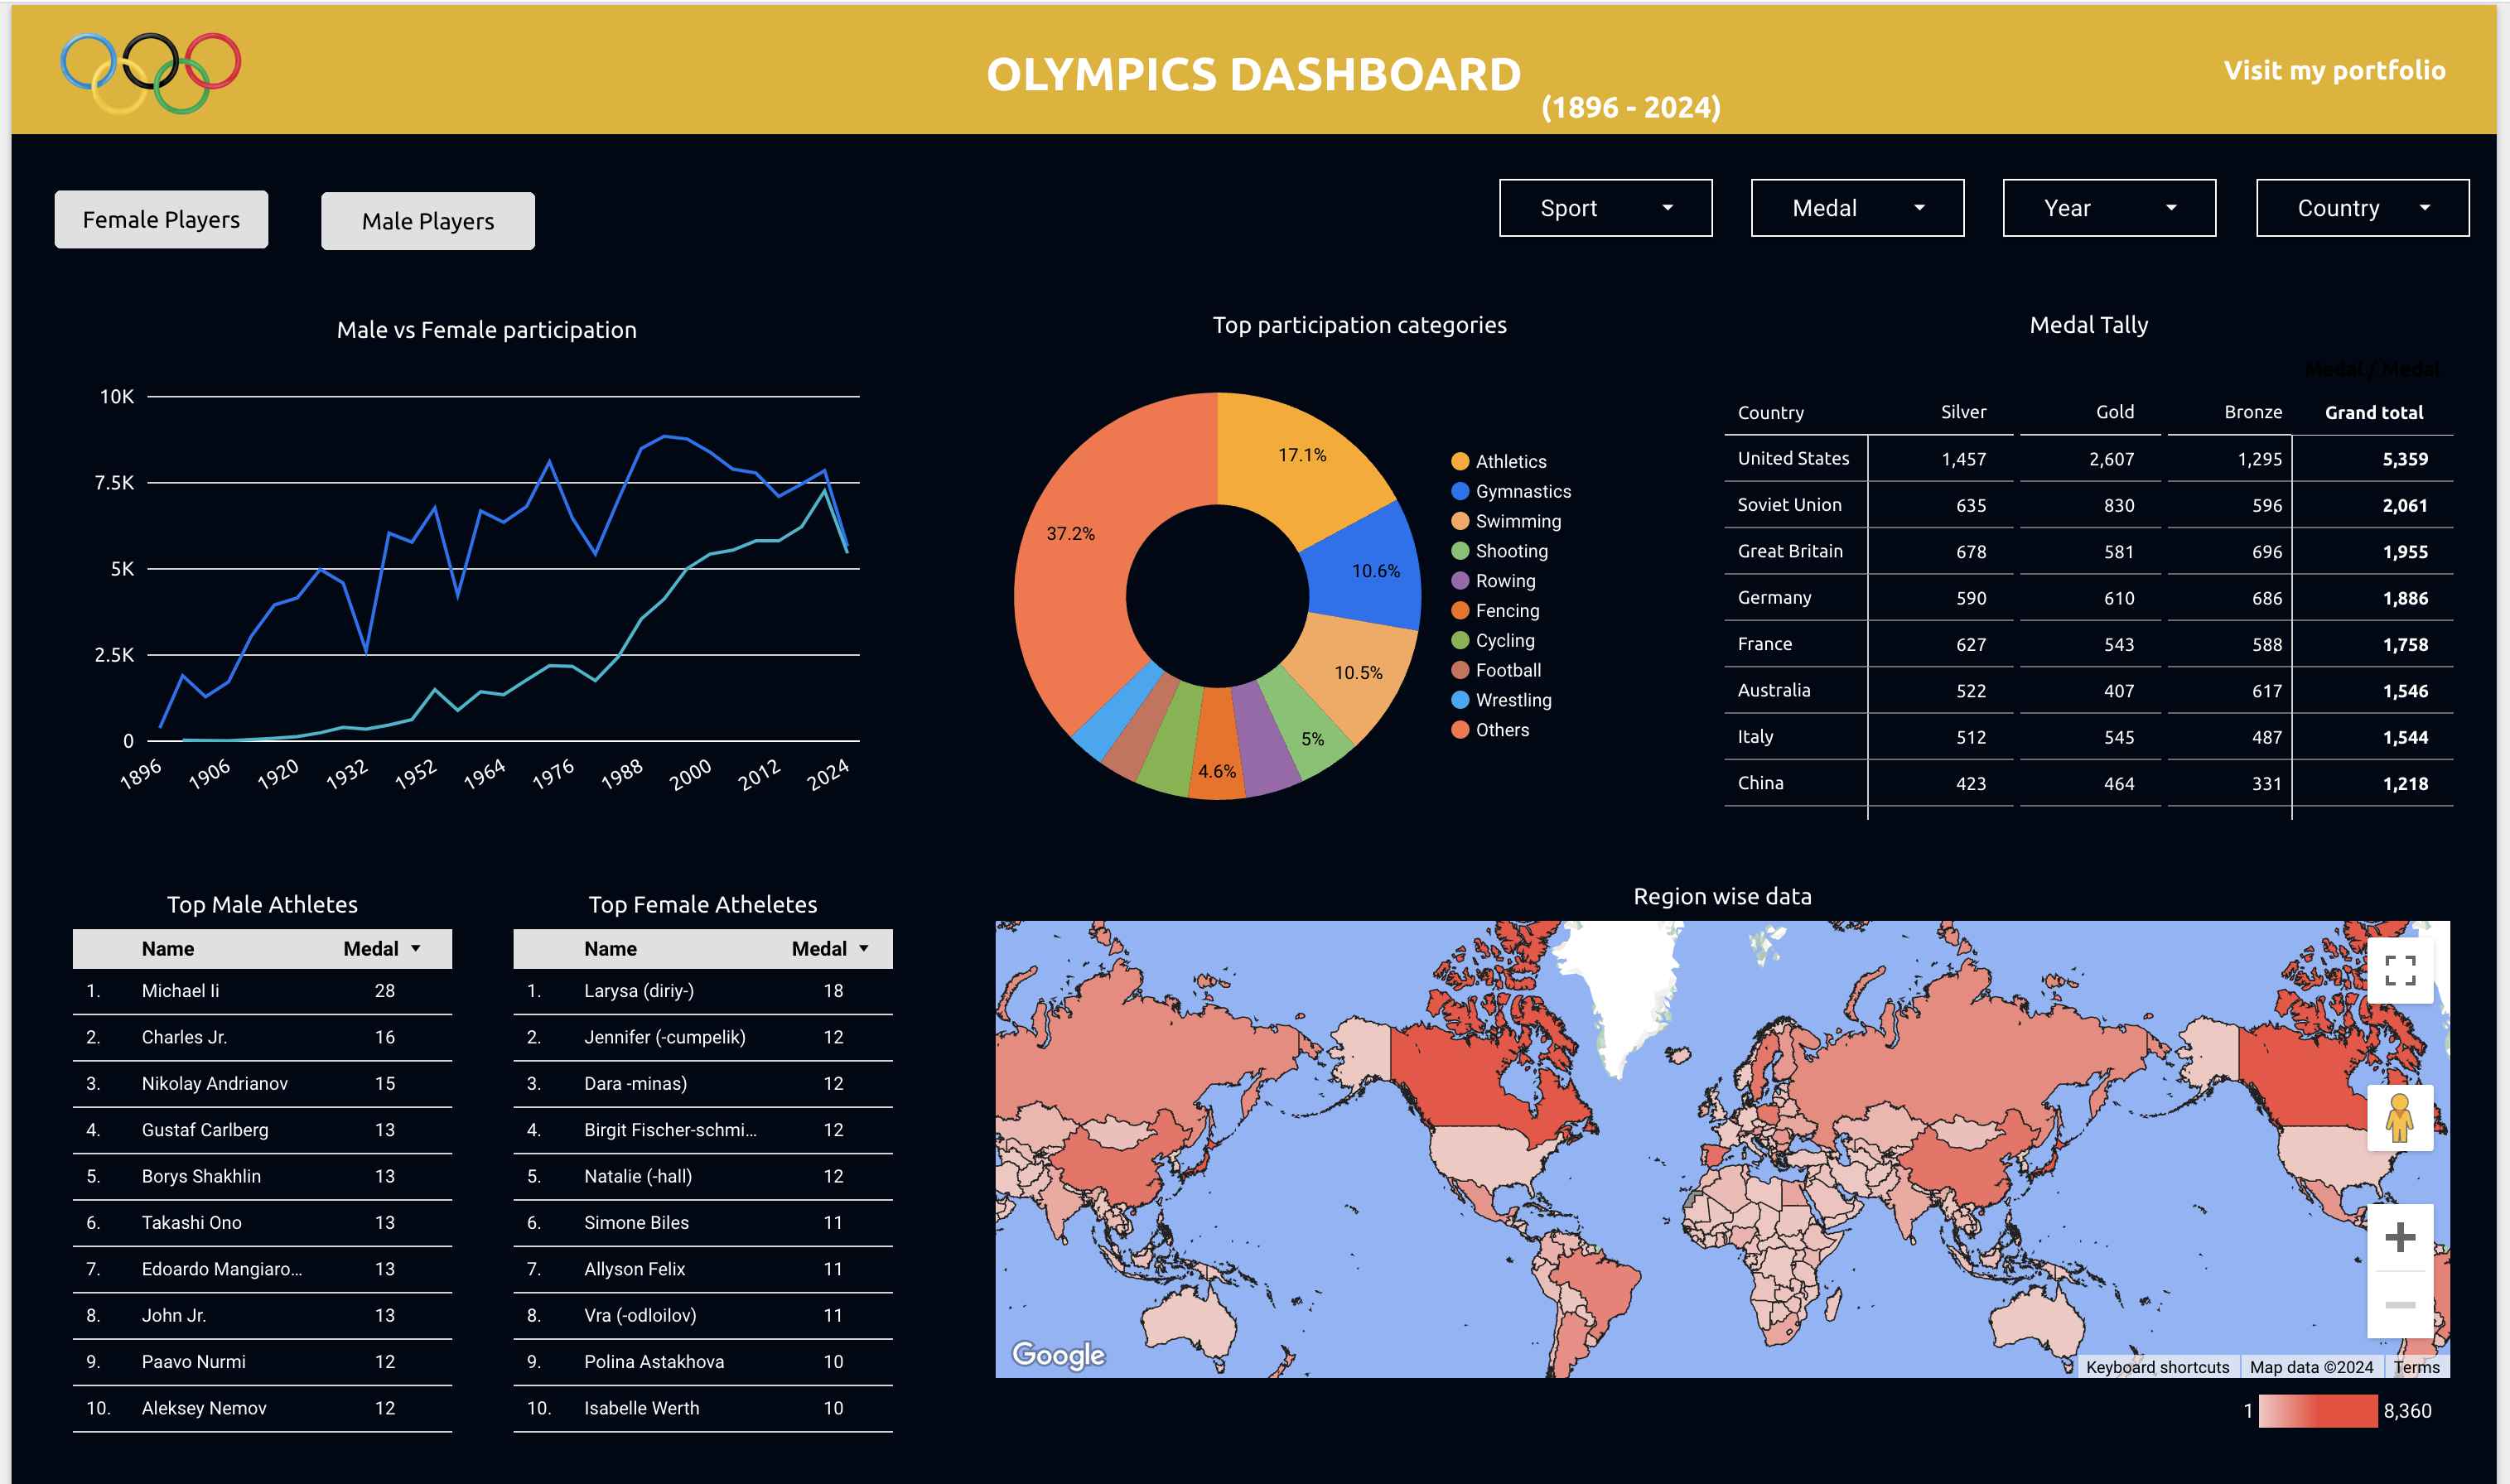 OLYMPICS DASHBOARD
(1896 - 2024)
Visit my portfolio
Female Players
Male Players
Sport
Medal
Year
Country
Male vs Female participation
10K
7.5K
5K
2.5K
0
1896
1906
1920
1932
1952
1964
1976
1988
2000
2012
2024
Top participation categories
17.1%
10.6%
10.5%
5%
4.6%
37.2%
Athletics
Gymnastics
Swimming
Shooting
Rowing
Fencing
Cycling
Football
Wrestling
Others
Medal Tally
Medal / Medal
Country Silver Gold Bronze Grand total
United States 1,457 2,607 1,295 5,359
Soviet Union 635 830 596 2,061
Great Britain 678 581 696 1,955
Germany 590 610 686 1,886
France 627 543 588 1,758
Australia 522 407 617 1,546
Italy 512 545 487 1,544
China 423 464 331 1,218
Top Male Athletes
Name Medal
1. Michael Ii 28
2. Charles Jr. 16
3. Nikolay Andrianov 15
4. Gustaf Carlberg 13
5. Borys Shakhlin 13
6. Takashi Ono 13
7. Edoardo Mangiaro... 13
8. John Jr. 13
9. Paavo Nurmi 12
10. Aleksey Nemov 12
Top Female Atheletes
Name Medal
1. Larysa (diriy-) 18
2. Jennifer (-cumpelik) 12
3. Dara -minas) 12
4. Birgit Fischer-schmi... 12
5. Natalie (-hall) 12
6. Simone Biles 11
7. Allyson Felix 11
8. Vra (-odloilov) 11
9. Polina Astakhova 10
10. Isabelle Werth 10
Region wise data
Google
Keyboard shortcuts
Map data ©2024
Terms
1
8,360